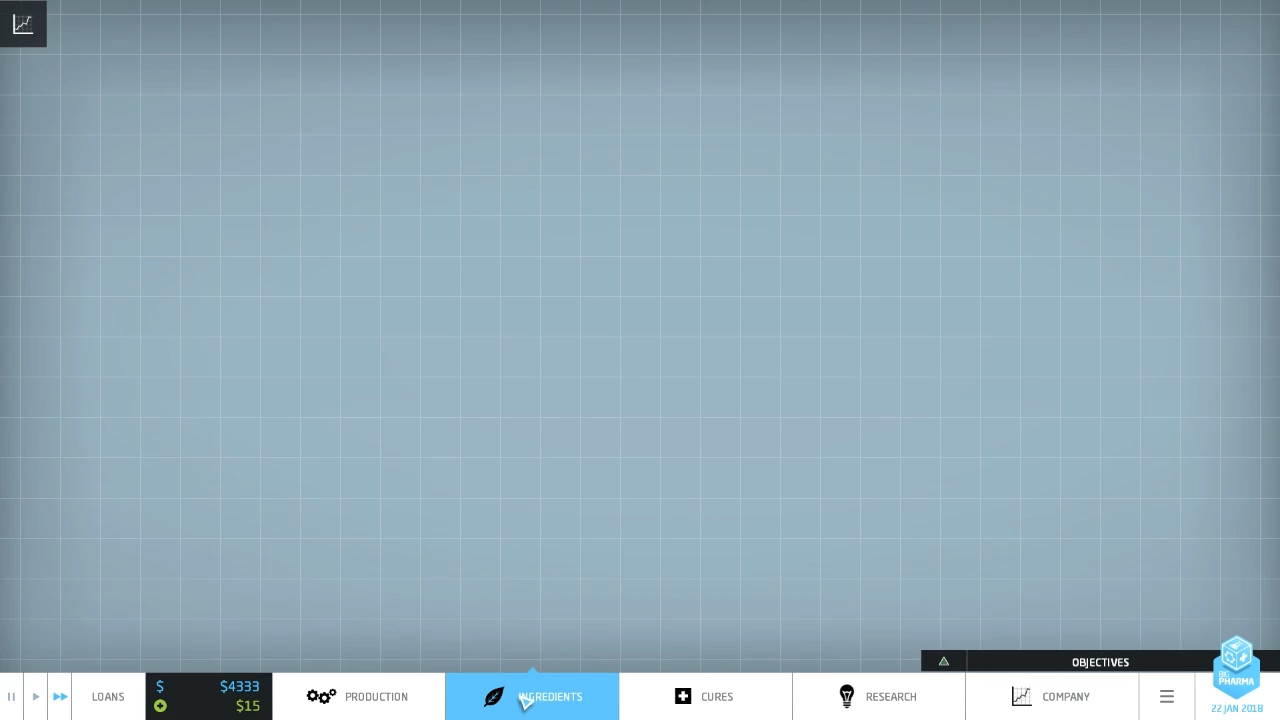 OBJECTIVES
LOANS
$ $4333
$15
PRODUCTION
INGREDIENTS
CURES
RESEARCH
COMPANY
BIG
PHARMA
22 JAN 2018